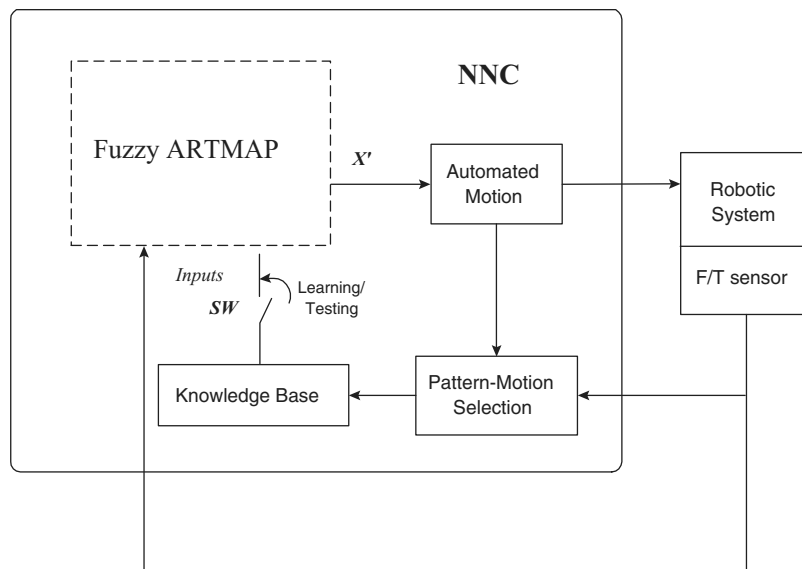 NNC
Fuzzy ARTMAP
X'
Automated
Motion
Robotic
System
F/T sensor
Inputs
SW
Learning/
Testing
Knowledge Base
Pattern-Motion
Selection